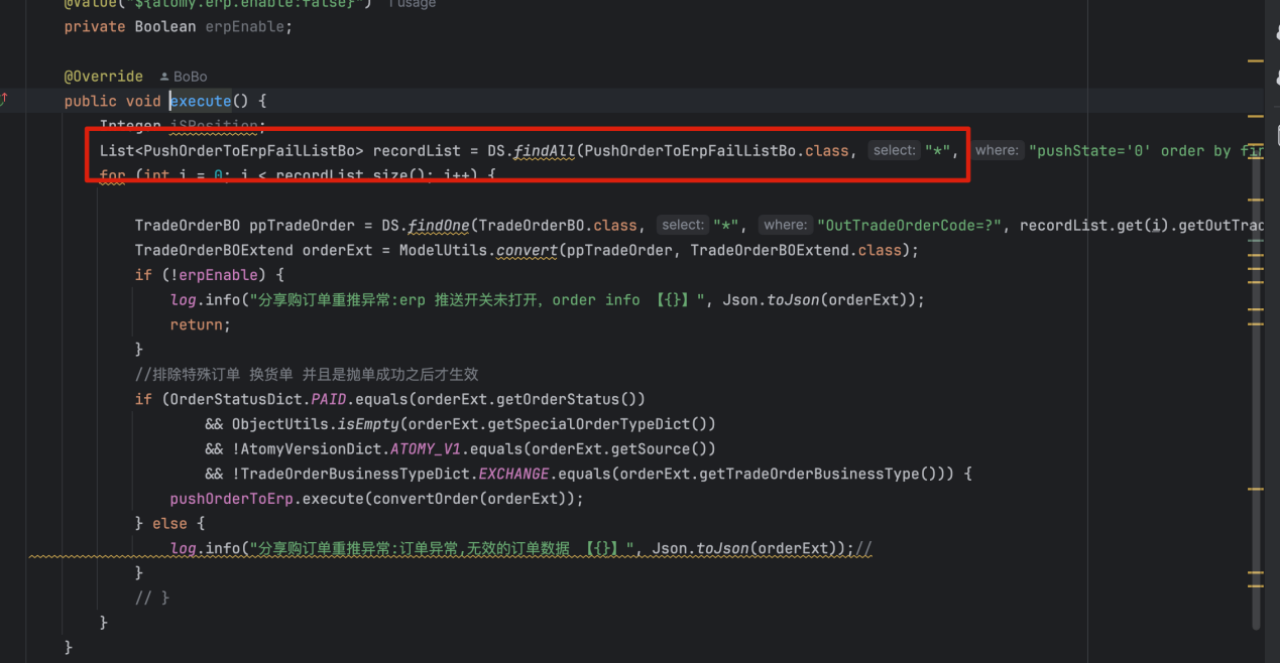 @Value("${atomy.erp.enable:false}") 1 usage
private Boolean erpEnable;
@Override BoBo
public void execute() {
Integer iSPosition;
List<PushOrderToErpFailListBo> recordList = DS.findAll(PushOrderToErpFailListBo.class, select: "*", where: "pushState='0' order by
for (int i = 0; i < recordList.size(); i++) {
TradeOrderBO ppTradeOrder = DS.findOne(TradeOrderBO.class, select: "*", where: "OutTradeOrderCode=?", recordList.get(i).getOutTrad
TradeOrderBOExtend orderExt = ModelUtils.convert(ppTradeOrder, TradeOrderBOExtend.class);
if (!erpEnable) {
log.info("分享购订单重推异常:erp 推送开关未打开，order info 【{}】", Json.toJson(orderExt));
return;
}
//排除特殊订单 换货单 并且是抛单成功之后才生效
if (OrderStatusDict.PAID.equals(orderExt.getOrderStatus())
&& ObjectUtils.isEmpty(orderExt.getSpecialOrderTypeDict())
&& !AtomyVersionDict.ATOMY_V1.equals(orderExt.getSource())
&& !TradeOrderBusinessTypeDict.EXCHANGE.equals(orderExt.getTradeOrderBusinessType())) {
pushOrderToErp.execute(convertOrder(orderExt));
} else {
log.info("分享购订单重推异常:订单异常,无效的订单数据 【{}】", Json.toJson(orderExt));//
}
// }
}
}